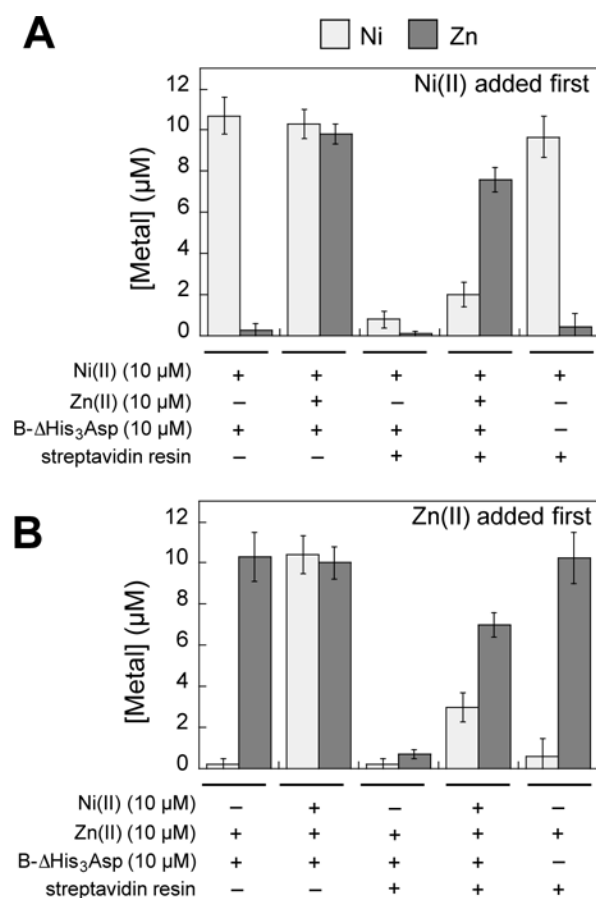 A
Ni Zn
Ni(II) added first
[Metal] (µM)
12
10
8
6
4
2
0
Ni(II) (10 µM) + + + + +
Zn(II) (10 µM) – + – + –
B-ΔHis₃Asp (10 µM) + + + + –
streptavidin resin – – + + +
B
Zn(II) added first
[Metal] (µM)
12
10
8
6
4
2
0
Ni(II) (10 µM) – + – + –
Zn(II) (10 µM) + + + + +
B-ΔHis₃Asp (10 µM) + + + + –
streptavidin resin – – + + +